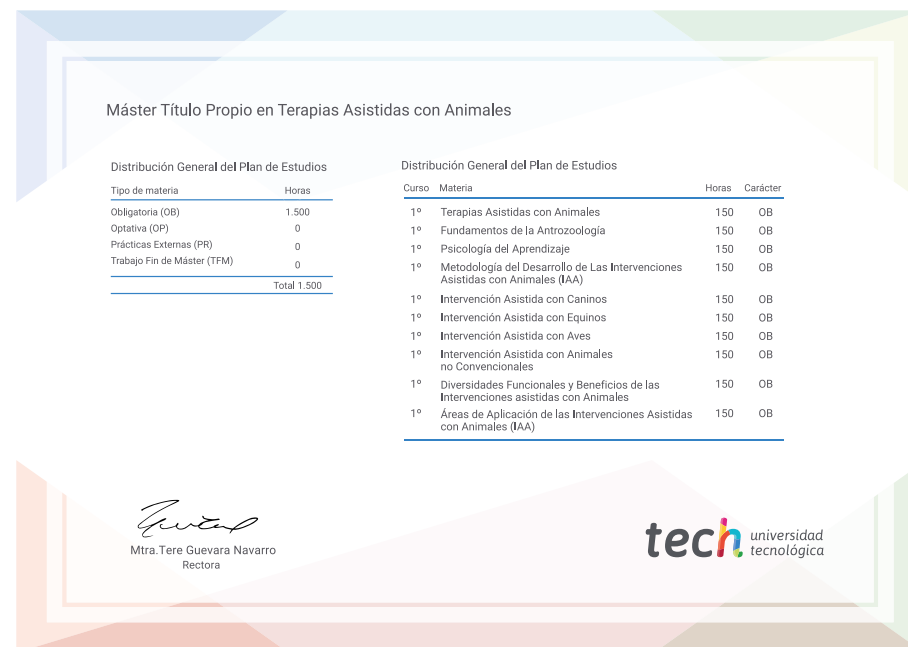 Máster Título Propio en Terapias Asistidas con Animales
Distribución General del Plan de Estudios
Tipo de materia Horas
Obligatoria (OB) 1.500
Optativa (OP) 0
Prácticas Externas (PR) 0
Trabajo Fin de Máster (TFM) 0
Total 1.500
Distribución General del Plan de Estudios
Curso Materia Horas Carácter
1º Terapias Asistidas con Animales 150 OB
1º Fundamentos de la Antrozoología 150 OB
1º Psicología del Aprendizaje 150 OB
1º Metodología del Desarrollo de Las Intervenciones 150 OB
Asistidas con Animales (IAA)
1º Intervención Asistida con Caninos 150 OB
1º Intervención Asistida con Equinos 150 OB
1º Intervención Asistida con Aves 150 OB
1º Intervención Asistida con Animales 150 OB
no Convencionales
1º Diversidades Funcionales y Beneficios de las 150 OB
Intervenciones asistidas con Animales
1º Áreas de Aplicación de las Intervenciones Asistidas 150 OB
con Animales (IAA)
Mtra.Tere Guevara Navarro
Rectora
tech universidad
tecnológica